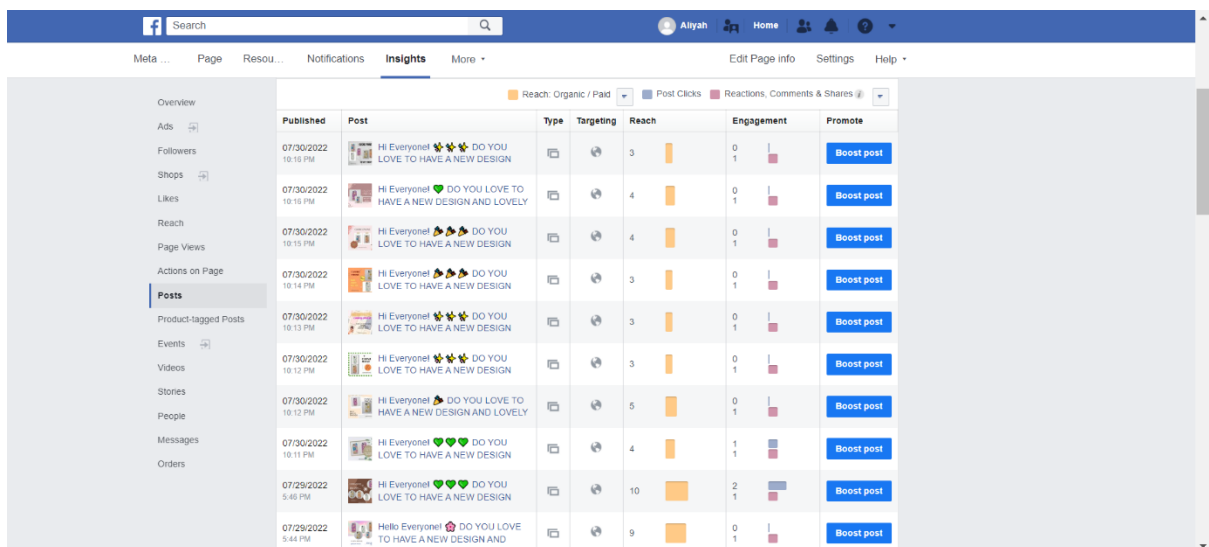 Search
Aliyah Home
Meta ... Page Resou... Notifications Insights More Edit Page info Settings Help
Reach: Organic / Paid Post Clicks Reactions, Comments & Shares
Overview
Ads
Followers
Shops
Likes
Reach
Page Views
Actions on Page
Posts
Product-tagged Posts
Events
Videos
Stories
People
Messages
Orders
Published Post Type Targeting Reach Engagement Promote
07/30/2022 Hi Everyone! ⭐⭐⭐ DO YOU 3 0 Boost post
10:16 PM LOVE TO HAVE A NEW DESIGN 1
07/30/2022 Hi Everyone! 💚 DO YOU LOVE TO 4 0 Boost post
10:16 PM HAVE A NEW DESIGN AND LOVELY 1
07/30/2022 Hi Everyone! 🎉🎉🎉 DO YOU 4 0 Boost post
10:15 PM LOVE TO HAVE A NEW DESIGN 1
07/30/2022 Hi Everyone! 🎉🎉🎉 DO YOU 3 0 Boost post
10:14 PM LOVE TO HAVE A NEW DESIGN 1
07/30/2022 Hi Everyone! ⭐⭐⭐ DO YOU 3 0 Boost post
10:13 PM LOVE TO HAVE A NEW DESIGN 1
07/30/2022 Hi Everyone! ⭐⭐⭐ DO YOU 3 0 Boost post
10:12 PM LOVE TO HAVE A NEW DESIGN 1
07/30/2022 Hi Everyone! 🎉 DO YOU LOVE TO 5 0 Boost post
10:12 PM HAVE A NEW DESIGN AND LOVELY 1
07/30/2022 Hi Everyone! 💚💚💚 DO YOU 4 1 Boost post
10:11 PM LOVE TO HAVE A NEW DESIGN 1
07/29/2022 Hi Everyone! 💚💚💚 DO YOU 10 2 Boost post
5:46 PM LOVE TO HAVE A NEW DESIGN 1
07/29/2022 Hello Everyone! 🌸 DO YOU LOVE 9 0 Boost post
5:44 PM TO HAVE A NEW DESIGN AND 1